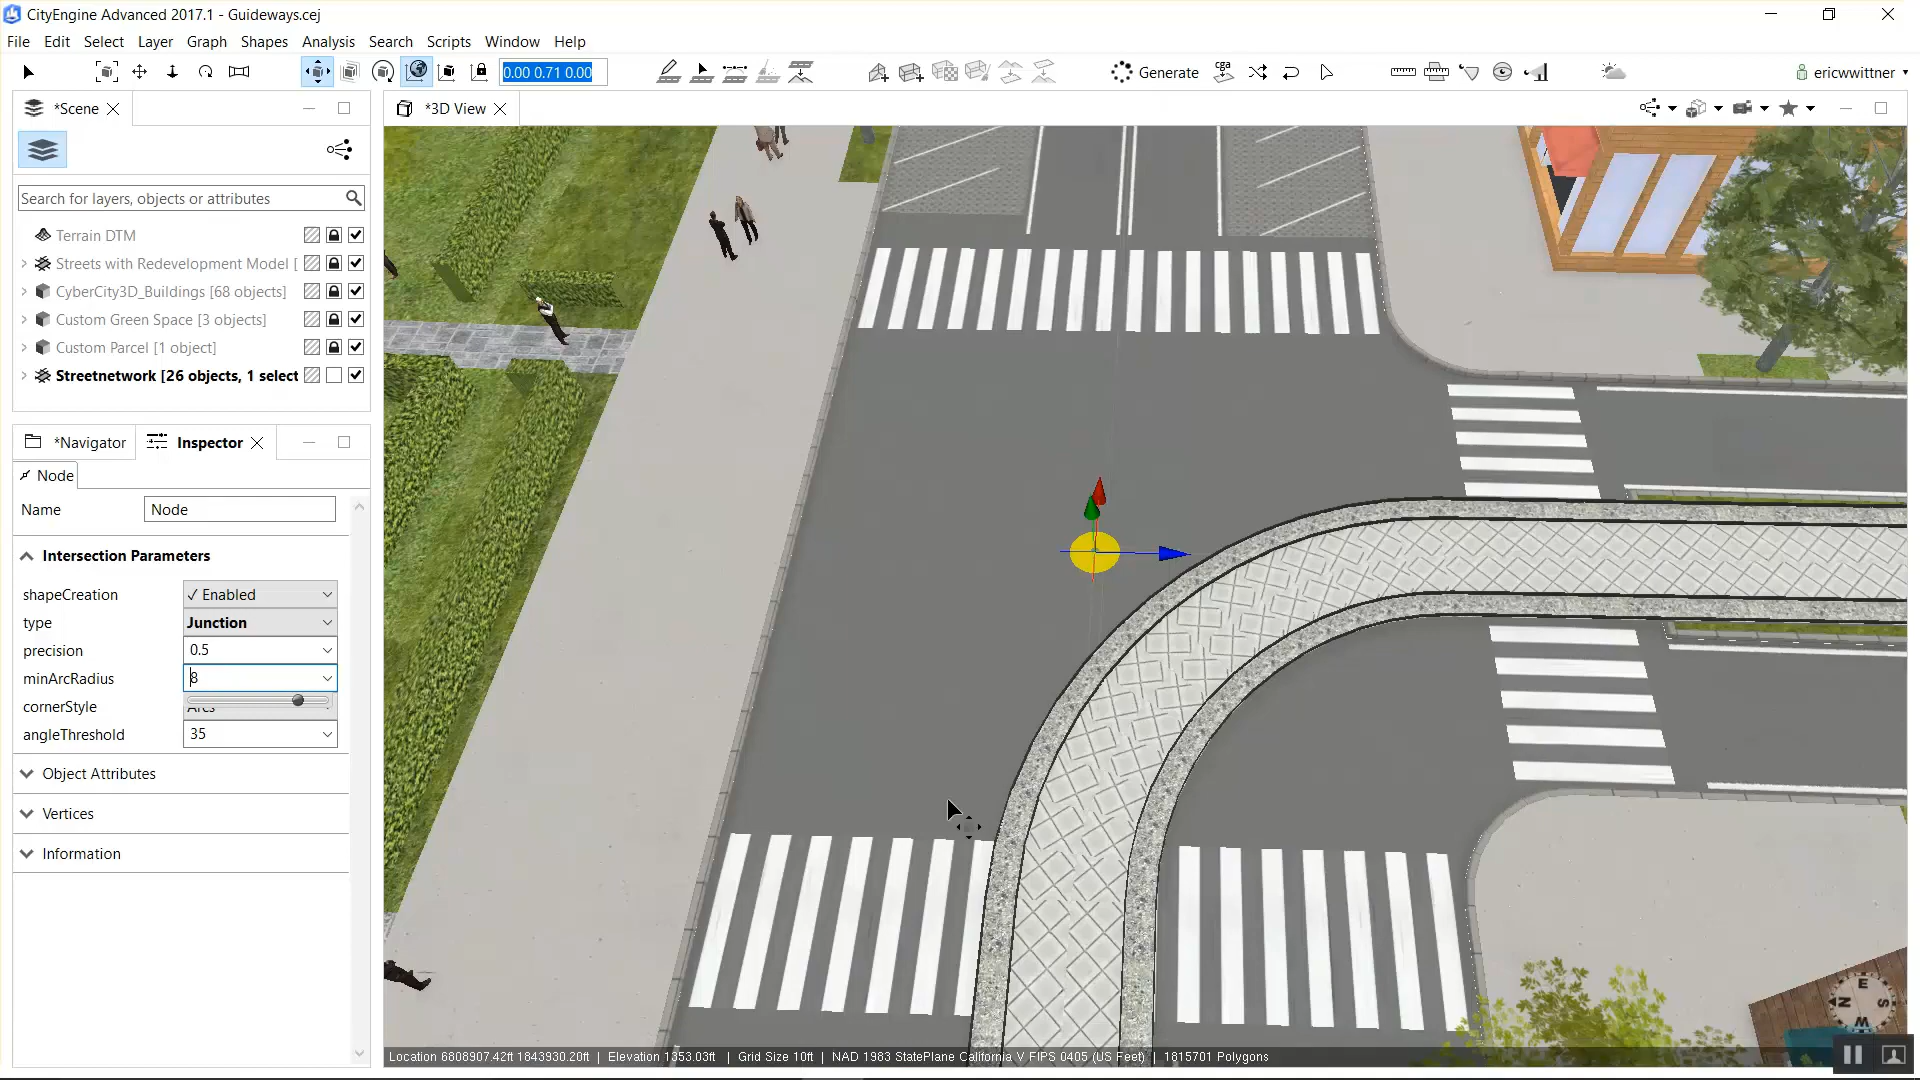 CityEngine Advanced 2017.1 - Guideways.cej
File Edit Select Layer Graph Shapes Analysis Search Scripts Window Help
0.00 0.71 0.00
Generate
cga
ericwwittner
*Scene
*3D View
Search for layers, objects or attributes
Terrain DTM
Streets with Redevelopment Model [
CyberCity3D_Buildings [68 objects]
Custom Green Space [3 objects]
Custom Parcel [1 object]
Streetnetwork [26 objects, 1 select
*Navigator Inspector
Node
Name Node
Intersection Parameters
shapeCreation ✓ Enabled
type Junction
precision 0.5
minArcRadius 8
cornerStyle Arcs
angleThreshold 35
Object Attributes
Vertices
Information
E
N S
W
Location 6808907.42ft 1843930.20ft | Elevation 1353.03ft | Grid Size 10ft | NAD 1983 StatePlane California V FIPS 0405 (US Feet) | 1815701 Polygons